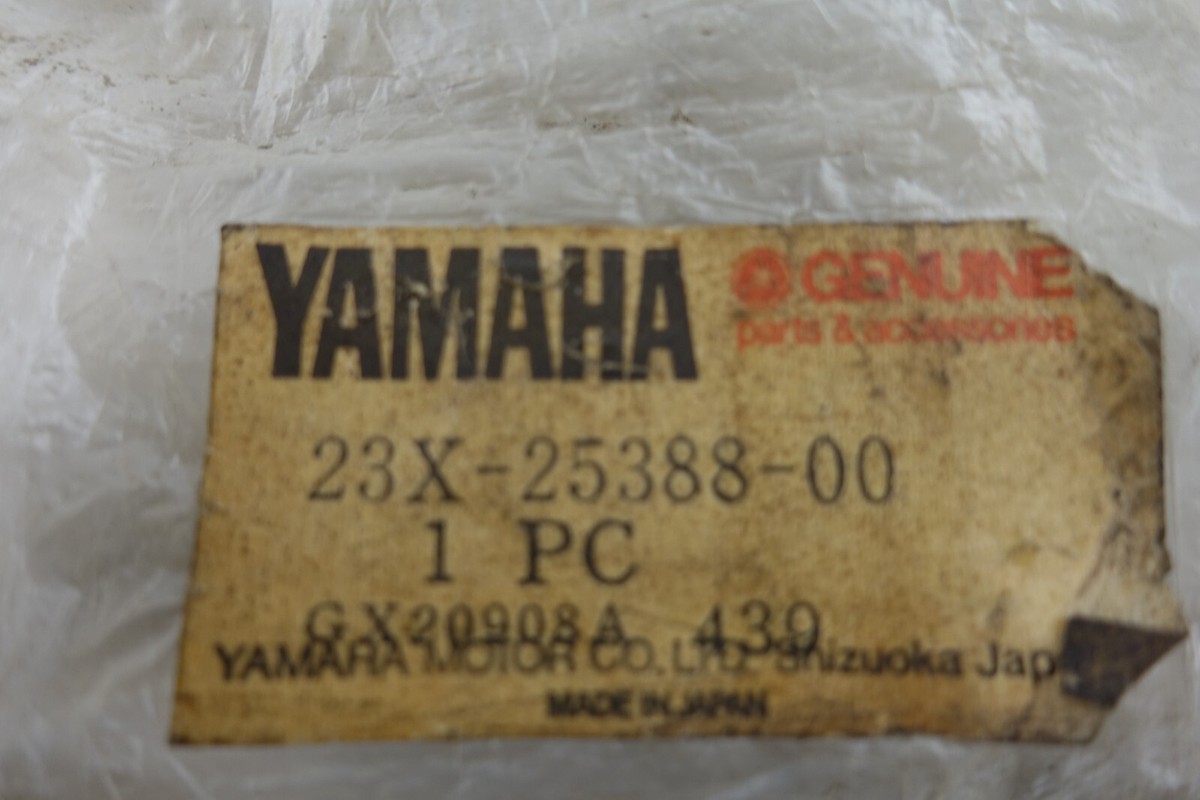 YAMAHA
GENUINE
parts & accessories
23X-25388-00
1 PC
GX20908A 439
YAMAHA MOTOR CO. LTD. Shizuoka Jap
MADE IN JAPAN